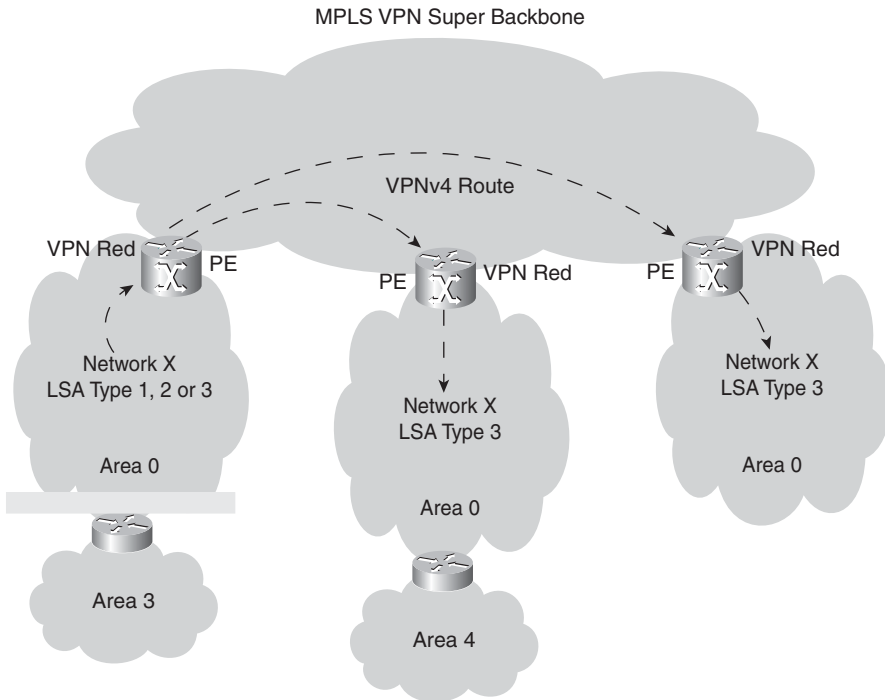 MPLS VPN Super Backbone
VPNv4 Route
VPN Red
PE
PE
VPN Red
PE
VPN Red
Network X
LSA Type 1, 2 or 3
Network X
LSA Type 3
Network X
LSA Type 3
Area 0
Area 0
Area 0
Area 3
Area 4